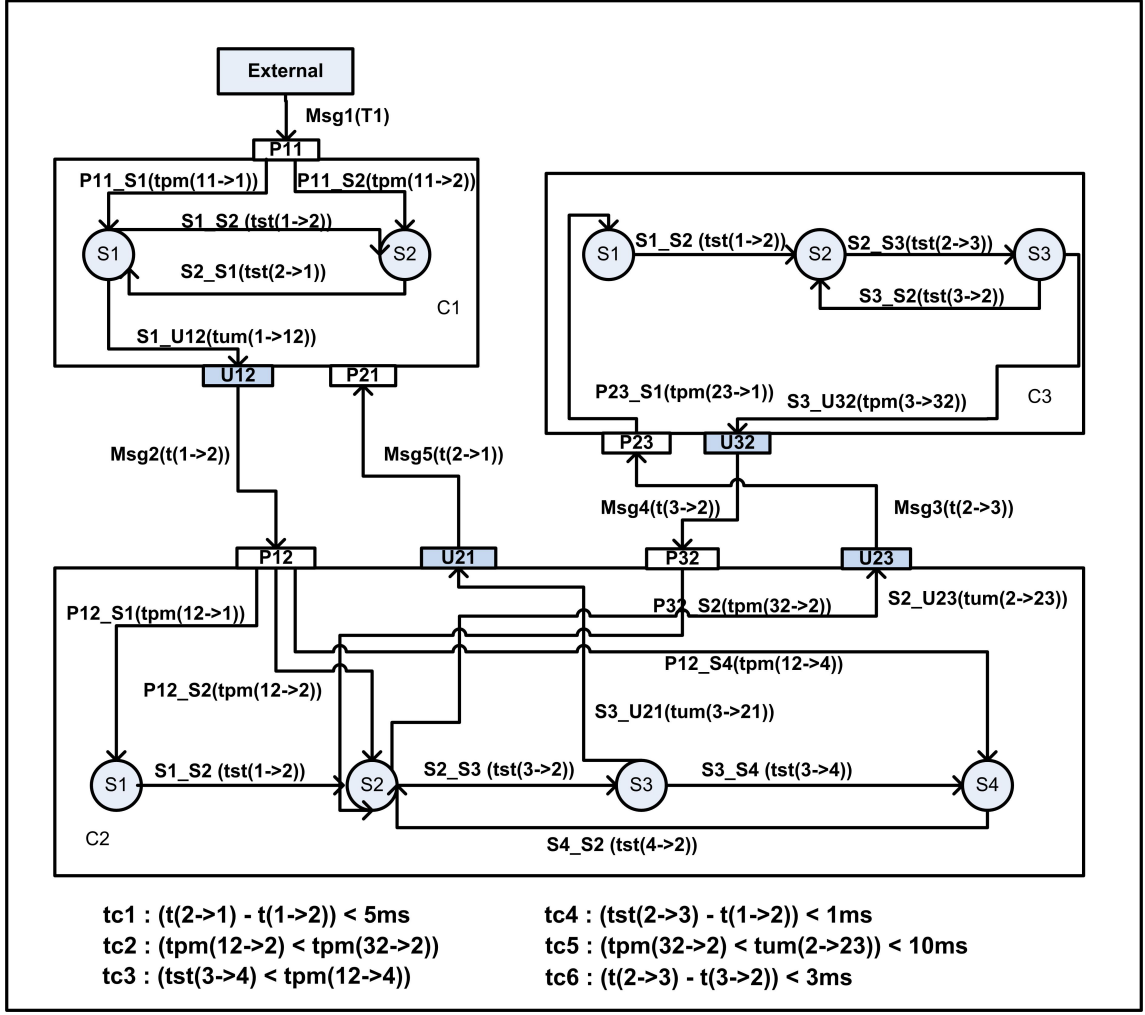 External
Msg1(T1)
P11
P11_S1(tpm(11->1))
P11_S2(tpm(11->2))
S1_S2 (tst(1->2))
S1
S2
S2_S1(tst(2->1))
C1
S1_U12(tum(1->12))
U12
P21
S1
S1_S2 (tst(1->2))
S2
S2_S3(tst(2->3))
S3
S3_S2(tst(3->2))
P23_S1(tpm(23->1))
S3_U32(tpm(3->32))
C3
P23
U32
Msg2(t(1->2))
Msg5(t(2->1))
Msg4(t(3->2))
Msg3(t(2->3))
P12
U21
P32
U23
P12_S1(tpm(12->1))
P32_S2(tpm(32->2))
S2_U23(tum(2->23))
P12_S4(tpm(12->4))
P12_S2(tpm(12->2))
S3_U21(tum(3->21))
S1
S1_S2 (tst(1->2))
S2
S2_S3 (tst(3->2))
S3
S3_S4 (tst(3->4))
S4
C2
S4_S2 (tst(4->2))
tc1 : (t(2->1) - t(1->2)) < 5ms
tc2 : (tpm(12->2) < tpm(32->2))
tc3 : (tst(3->4) < tpm(12->4))
tc4 : (tst(2->3) - t(1->2)) < 1ms
tc5 : (tpm(32->2) < tum(2->23)) < 10ms
tc6 : (t(2->3) - t(3->2)) < 3ms